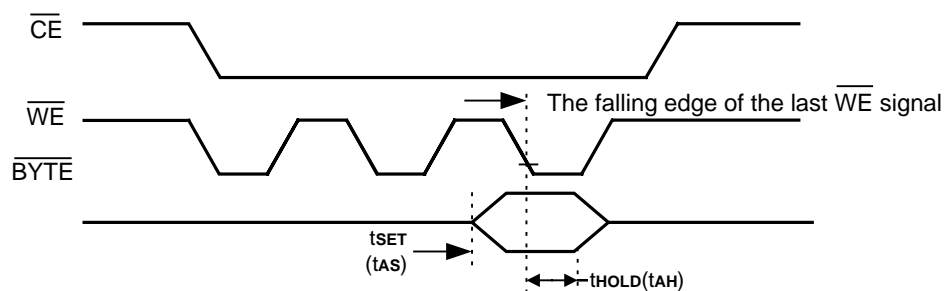 CE
The falling edge of the last WE signal
WE
BYTE
tSET
(tAS)
tHOLD(tAH)